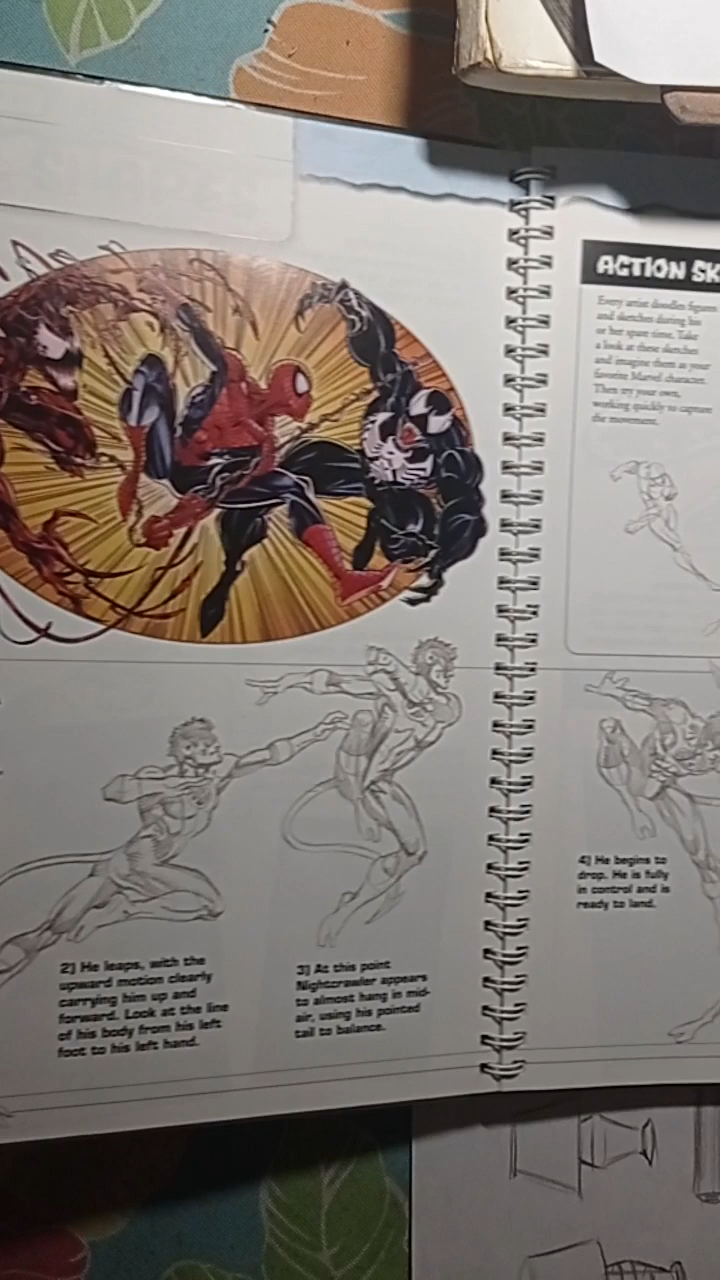 2) He leaps, with the
upward motion clearly
carrying him up and
forward. Look at the line
of his body from his left
foot to his left hand.
3) At this point
Nightcrawler appears
to almost hang in mid-
air, using his pointed
tail to balance.
ACTION SK
Every artist doodles figures
and sketches during his
or her spare time. Take
a look at these sketches
and imagine them as your
favorite Marvel character.
Then try your own,
working quickly to capture
the movement.
4) He begins to
drop. He is fully
in control and is
ready to land.